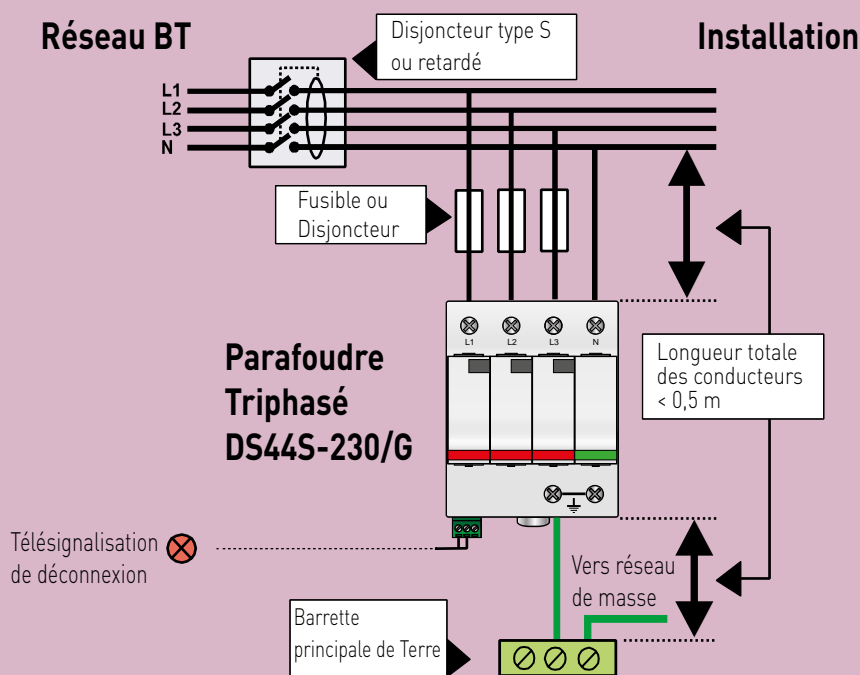 Réseau BT
Disjoncteur type S
ou retardé
Installation
L1
L2
L3
N
Fusible ou
Disjoncteur
L1 L2 L3 N
Parafoudre
Triphasé
DS44S-230/G
Longueur totale
des conducteurs
< 0,5 m
Télésignalisation
de déconnexion
Vers réseau
de masse
Barrette
principale de Terre